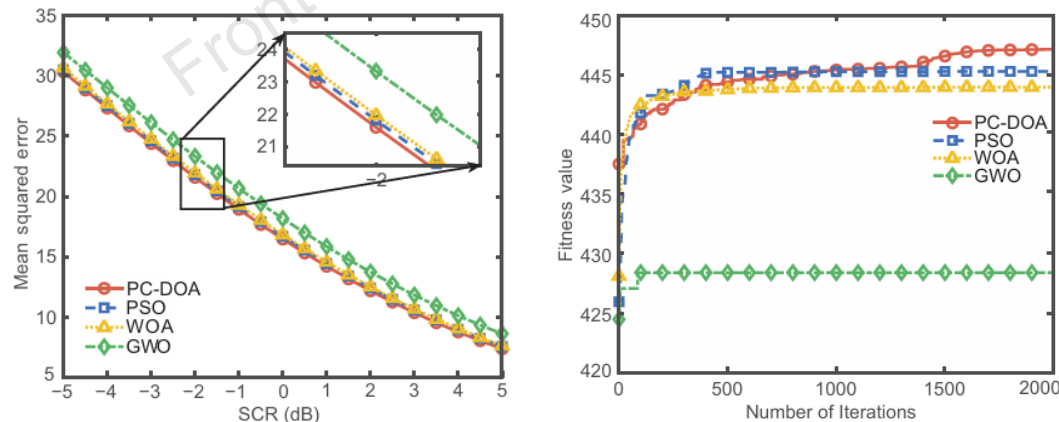 Front
35
30
25
20
15
10
5
Mean squared error
24
23
22
21
−2
PC-DOA
PSO
WOA
GWO
−5 −4 −3 −2 −1 0 1 2 3 4 5
SCR (dB)
450
445
440
435
430
425
420
Fitness value
PC-DOA
PSO
WOA
GWO
0 500 1000 1500 2000
Number of Iterations